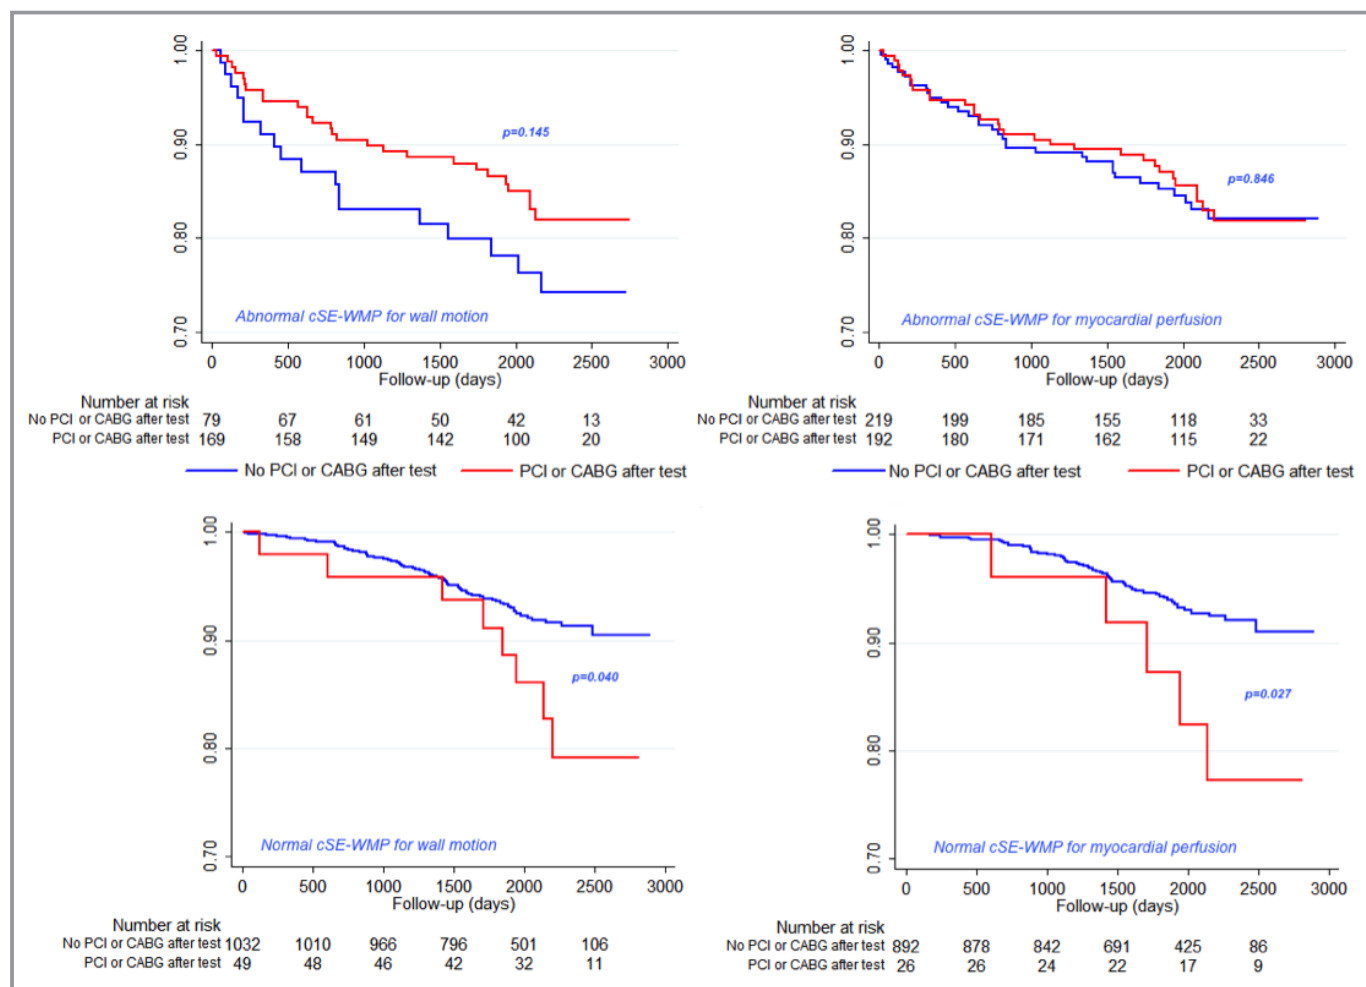 1.00
0.90
0.80
0.70
p=0.145
Abnormal cSE-WMP for wall motion
0 500 1000 1500 2000 2500 3000
Follow-up (days)
Number at risk
No PCI or CABG after test 79 67 61 50 42 13
PCI or CABG after test 169 158 149 142 100 20
No PCI or CABG after test PCI or CABG after test
1.00
0.90
0.80
0.70
p=0.846
Abnormal cSE-WMP for myocardial perfusion
0 500 1000 1500 2000 2500 3000
Follow-up (days)
Number at risk
No PCI or CABG after test 219 199 185 155 118 33
PCI or CABG after test 192 180 171 162 115 22
No PCI or CABG after test PCI or CABG after test
1.00
0.90
0.80
0.70
p=0.040
Normal cSE-WMP for wall motion
0 500 1000 1500 2000 2500 3000
Follow-up (days)
Number at risk
No PCI or CABG after test 1032 1010 966 796 501 106
PCI or CABG after test 49 48 46 42 32 11
1.00
0.90
0.80
0.70
p=0.027
Normal cSE-WMP for myocardial perfusion
0 500 1000 1500 2000 2500 3000
Follow-up (days)
Number at risk
No PCI or CABG after test 892 878 842 691 425 86
PCI or CABG after test 26 26 24 22 17 9